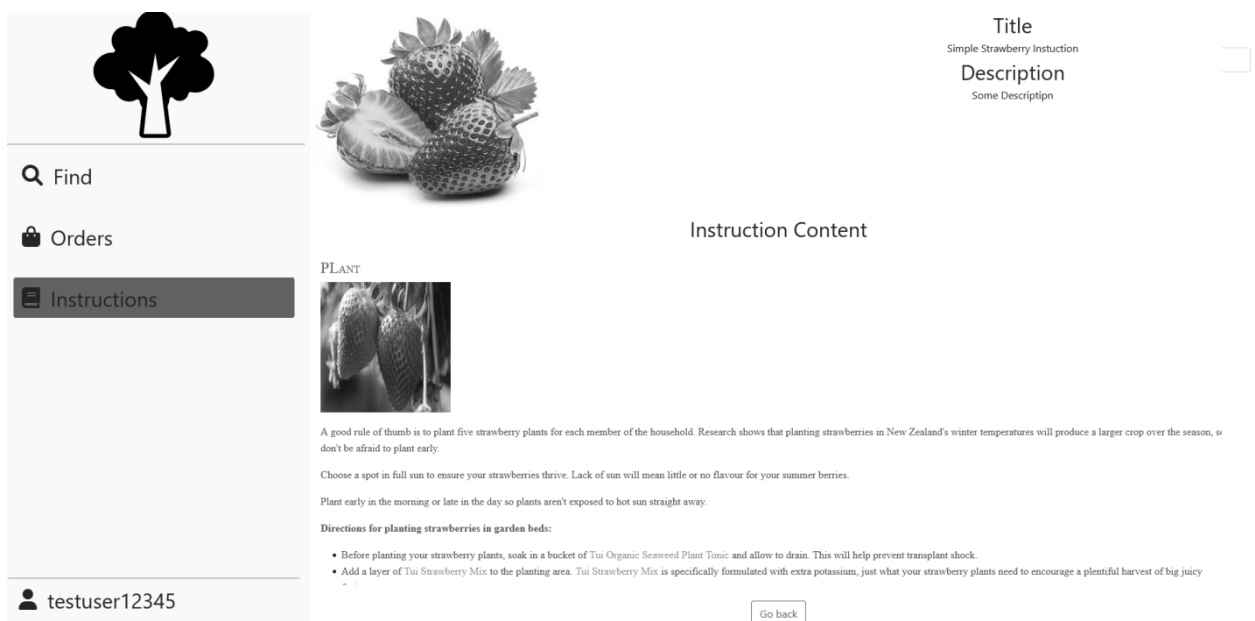 Title
Simple Strawberry Instuction
Description
Some Descriptipn
Find
Orders
Instructions
Instruction Content
PLant
A good rule of thumb is to plant five strawberry plants for each member of the household. Research shows that planting strawberries in New Zealand's winter temperatures will produce a larger crop over the season,
don't be afraid to plant early.
Choose a spot in full sun to ensure your strawberries thrive. Lack of sun will mean little or no flavour for your summer berries.
Plant early in the morning or late in the day so plants aren't exposed to hot sun straight away.
Directions for planting strawberries in garden beds:
Before planting your strawberry plants, soak in a bucket of Tui Organic Seaweed Plant Tonic and allow to drain. This will help prevent transplant shock.
Add a layer of Tui Strawberry Mix to the planting area. Tui Strawberry Mix is specifically formulated with extra potassium, just what your strawberry plants need to encourage a plentiful harvest of big juicy
testuser12345
Go back